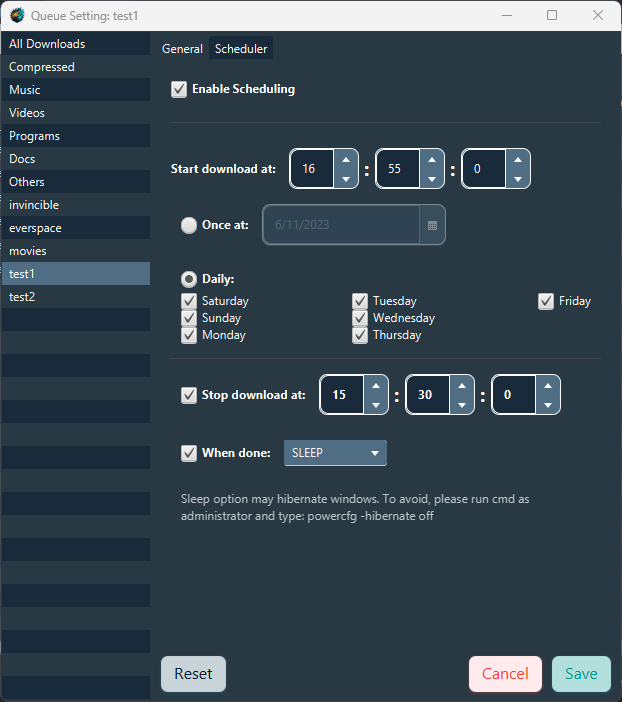 Queue Setting: test1
All Downloads
Compressed
Music
Videos
Programs
Docs
Others
invincible
everspace
movies
test1
test2
General Scheduler
Enable Scheduling
Start download at: 16 : 55 : 0
Once at: 6/11/2023
Daily:
Saturday Tuesday Friday
Sunday Wednesday
Monday Thursday
Stop download at: 15 : 30 : 0
When done: SLEEP
Sleep option may hibernate windows. To avoid, please run cmd as
administrator and type: powercfg -hibernate off
Reset Cancel Save